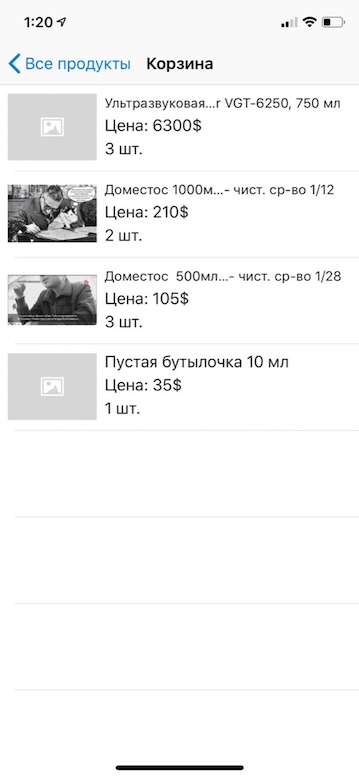 1:20
Все продукты
Корзина
Ультразвуковая...r VGT-6250, 750 мл
Цена: 6300$
3 шт.
Доместос 1000м...- чист. ср-во 1/12
Цена: 210$
2 шт.
Доместос 500мл...- чист. ср-во 1/28
Цена: 105$
3 шт.
Пустая бутылочка 10 мл
Цена: 35$
1 шт.